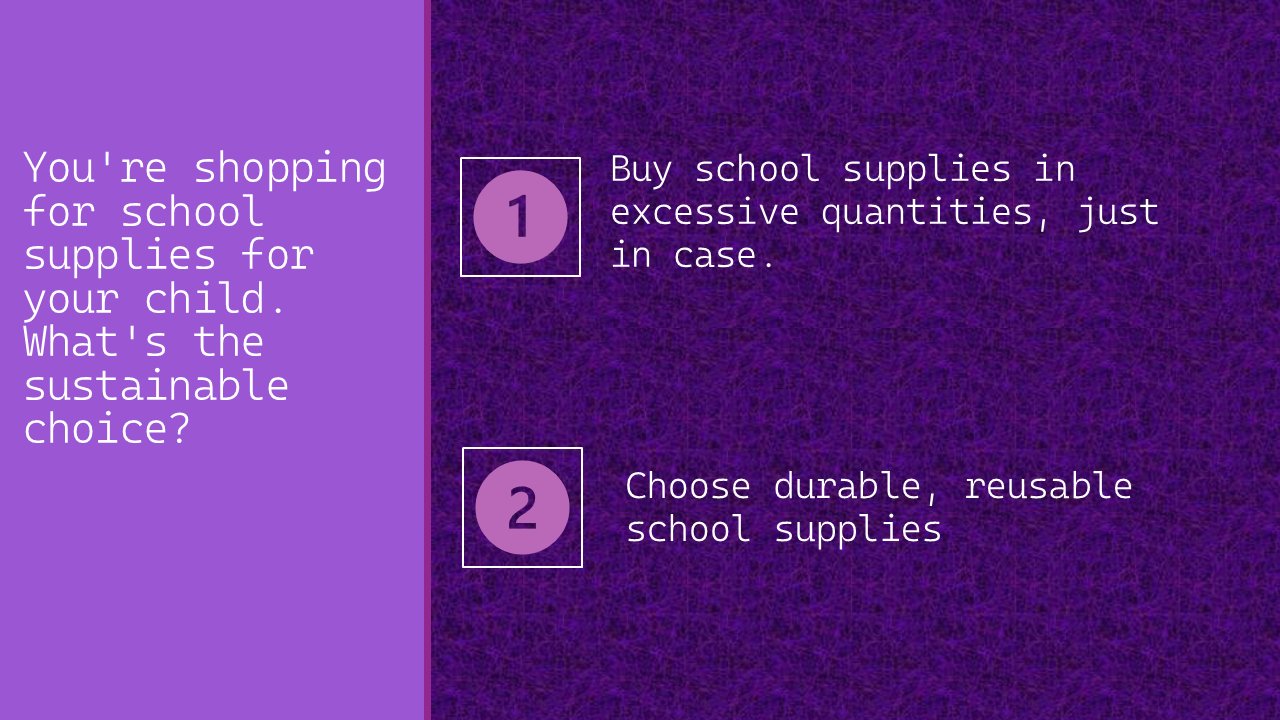 You're shopping
for school
supplies for
your child.
What's the
sustainable
choice?
1
Buy school supplies in
excessive quantities, just
in case.
2
Choose durable, reusable
school supplies